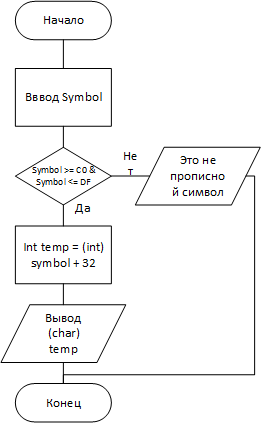 Начало
Вввод Symbol
Symbol >= C0 &
Symbol <= DF
Не
т
Это не
прописно
й символ
Да
Int temp = (int)
symbol + 32
Вывод
(char)
temp
Конец